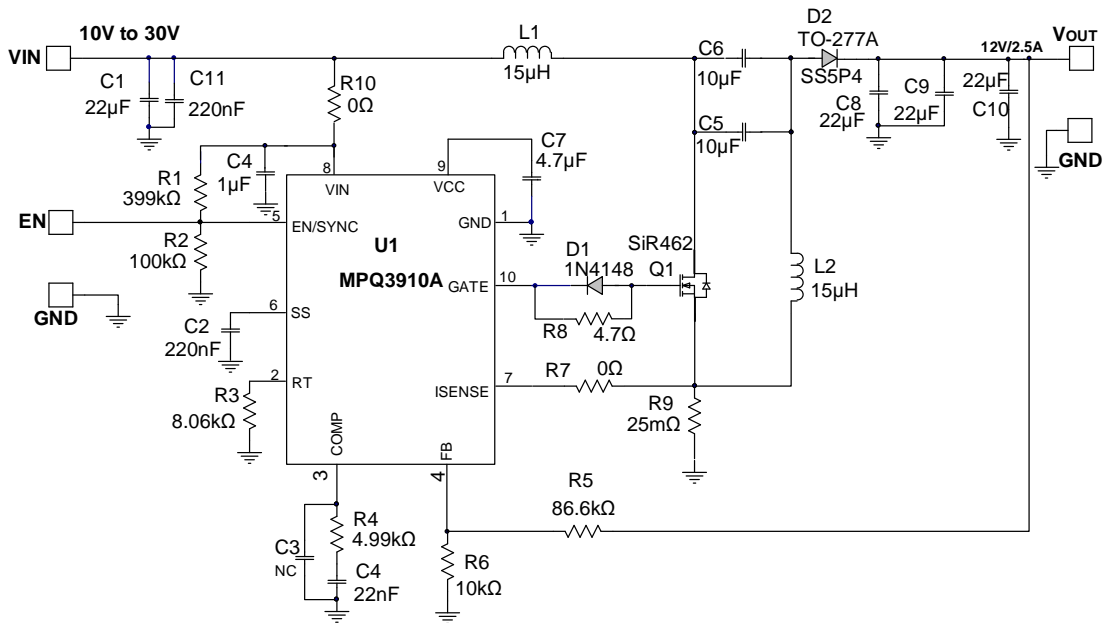 VIN
10V to 30V
C1
22µF
C11
220nF
R10
0Ω
L1
15µH
C6
10µF
C5
10µF
D2
TO-277A
SS5P4
C8
22µF
C9
22µF
22µF
C10
12V/2.5A
VOUT
GND
R1
399kΩ
C4
1µF
8
VIN
9
VCC
C7
4.7µF
EN
5
EN/SYNC
GND
1
R2
100kΩ
U1
MPQ3910A
GATE
10
D1
1N4148
SiR462
Q1
R8
4.7Ω
L2
15µH
GND
6
SS
C2
220nF
2
RT
R3
8.06kΩ
ISENSE
7
R7
0Ω
R9
25mΩ
COMP
3
FB
4
R5
86.6kΩ
C3
NC
R4
4.99kΩ
C4
22nF
R6
10kΩ